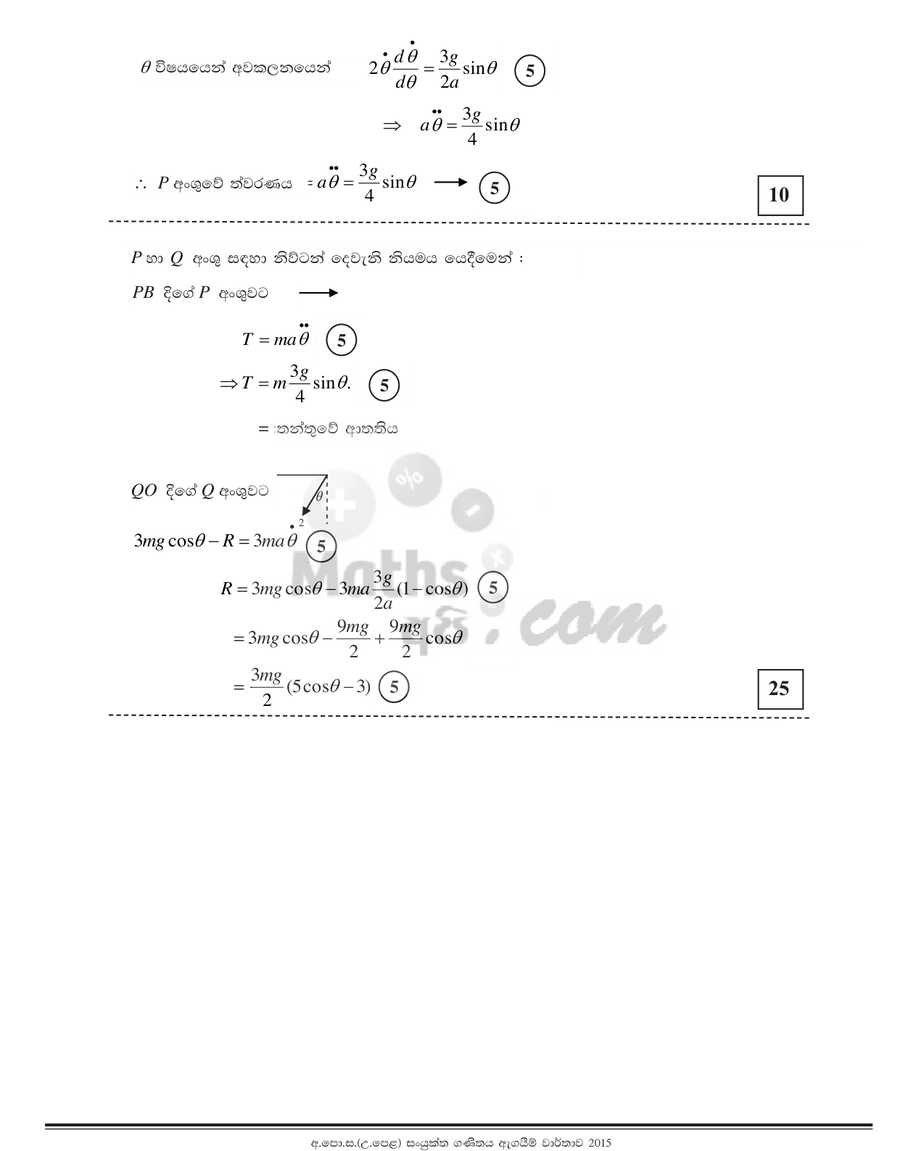 θ විෂයයෙන් අවකලනයෙන් 2θ̇ dθ̇/dθ = 3g/2a sinθ (5)
⇒ aθ̈ = 3g/4 sinθ
∴ P අංශුවේ ත්වරණය = aθ̈ = 3g/4 sinθ ⟶ (5) 10
P හා Q අංශු සඳහා නිව්ටන් දෙවැනි නියමය යෙදීමෙන් :
PB දිගේ P අංශුවට ⟶
T = maθ̈ (5)
⇒ T = m 3g/4 sinθ. (5)
= තන්තුවේ ආතතිය
QO දිගේ Q අංශුවට θ
3mg cosθ – R = 3maθ̇² (5)
R = 3mg cosθ – 3ma 3g/2a (1 – cosθ) (5)
= 3mg cosθ – 9mg/2 + 9mg/2 cosθ
= 3mg/2 (5cosθ – 3) (5) 25
Maths
අපි . com
අ.පො.ස.(උ.පෙළ) සංයුක්ත ගණිතය ඇගයීම් වාර්තාව 2015